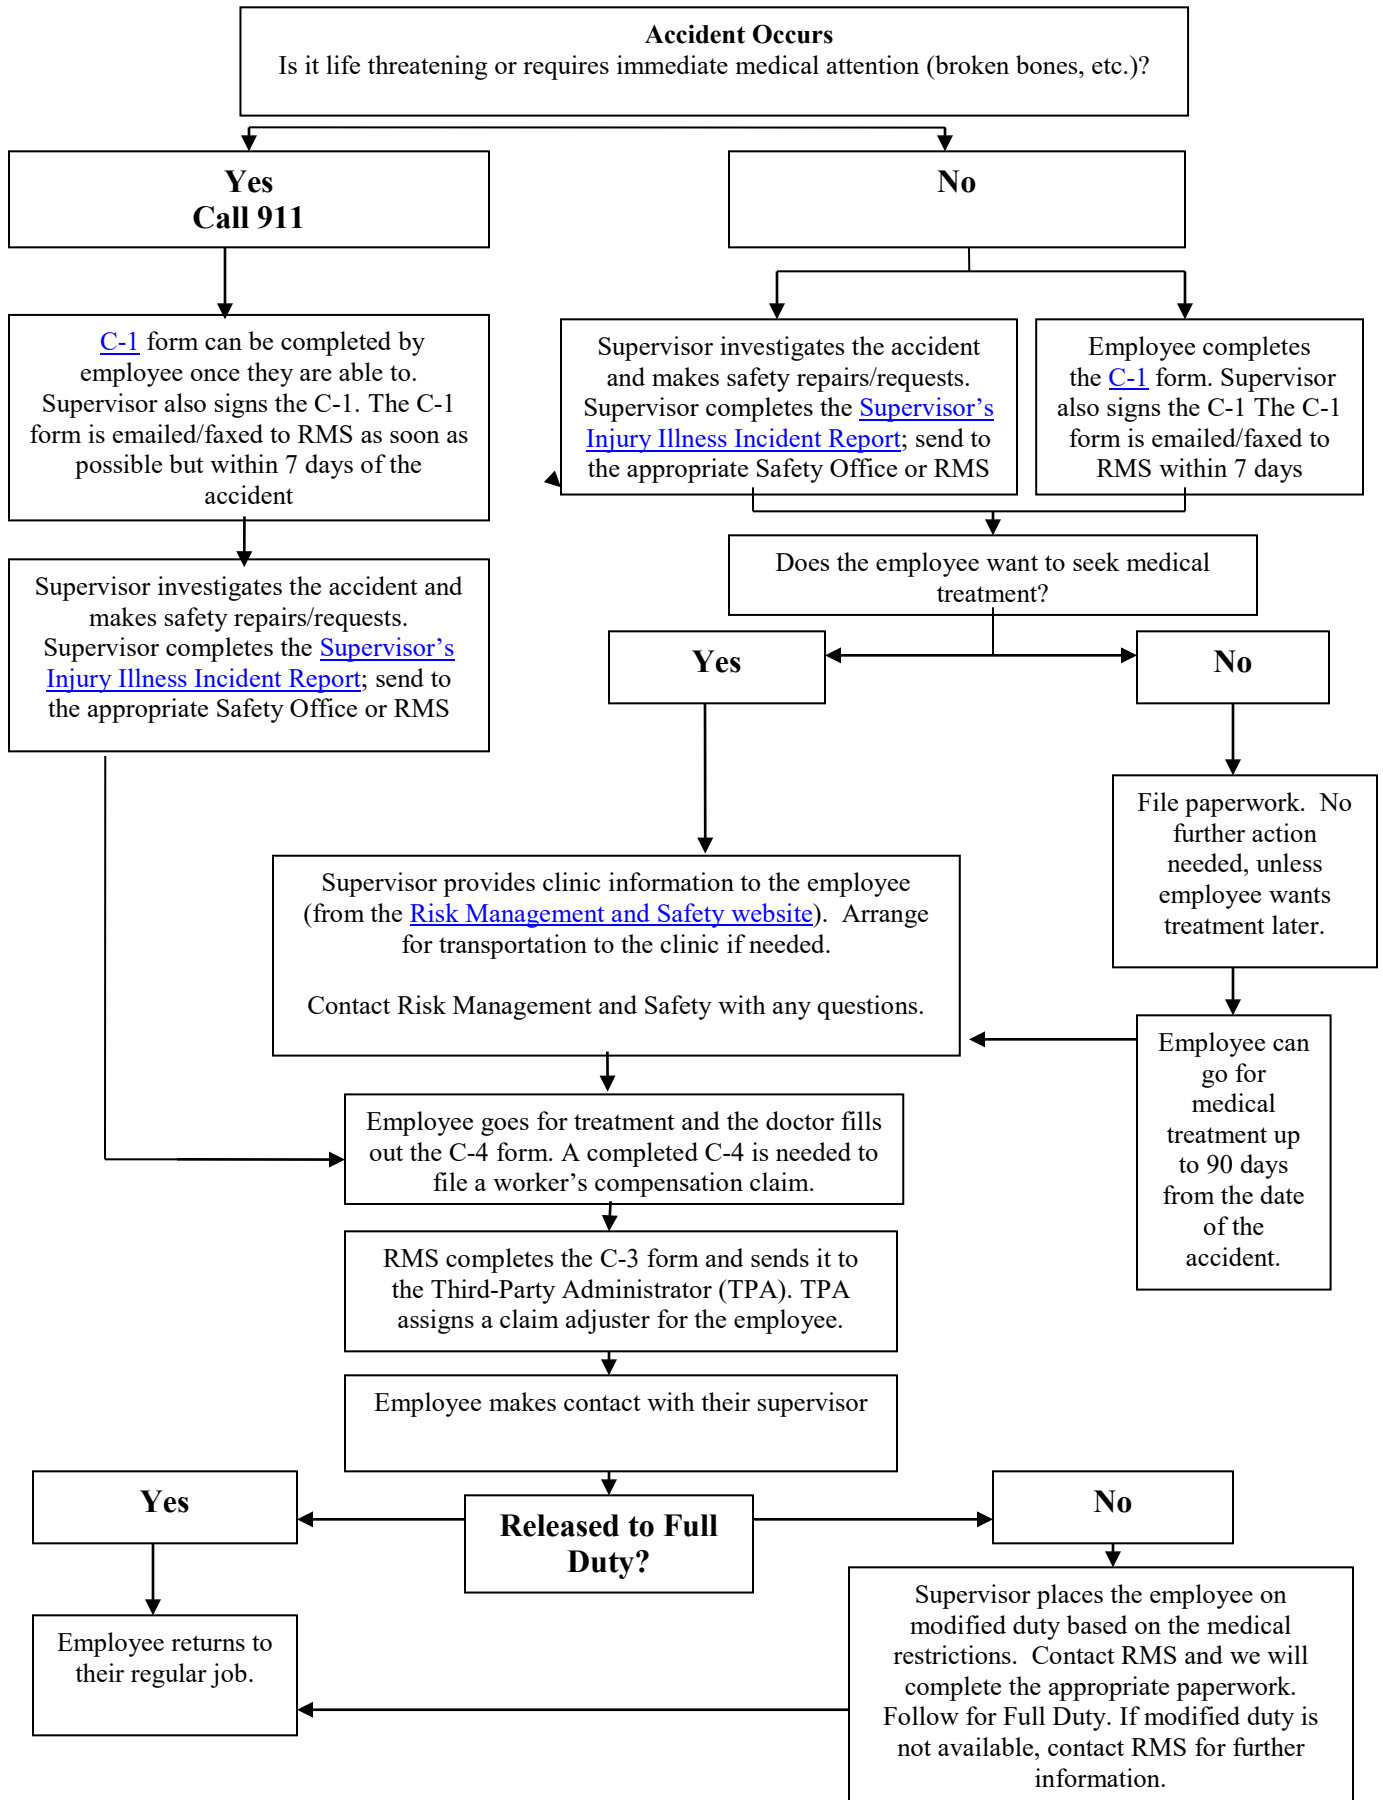 Accident Occurs
Is it life threatening or requires immediate medical attention (broken bones, etc.)?
Yes
Call 911
No
C-1 form can be completed by
employee once they are able to.
Supervisor also signs the C-1. The C-1
form is emailed/faxed to RMS as soon as
possible but within 7 days of the
accident
Supervisor investigates the accident
and makes safety repairs/requests.
Supervisor completes the Supervisor’s
Injury Illness Incident Report; send to
the appropriate Safety Office or RMS
Employee completes
the C-1 form. Supervisor
also signs the C-1 The C-1
form is emailed/faxed to
RMS within 7 days
Supervisor investigates the accident and
makes safety repairs/requests.
Supervisor completes the Supervisor’s
Injury Illness Incident Report; send to
the appropriate Safety Office or RMS
Does the employee want to seek medical
treatment?
Yes
No
File paperwork.  No
further action
needed, unless
employee wants
treatment later.
Supervisor provides clinic information to the employee
(from the Risk Management and Safety website).  Arrange
for transportation to the clinic if needed.
Contact Risk Management and Safety with any questions.
Employee can
go for
medical
treatment up
to 90 days
from the date
of the
accident.
Employee goes for treatment and the doctor fills
out the C-4 form. A completed C-4 is needed to
file a worker’s compensation claim.
RMS completes the C-3 form and sends it to
the Third-Party Administrator (TPA). TPA
assigns a claim adjuster for the employee.
Employee makes contact with their supervisor
Released to Full
Duty?
Yes
No
Employee returns to
their regular job.
Supervisor places the employee on
modified duty based on the medical
restrictions.  Contact RMS and we will
complete the appropriate paperwork.
Follow for Full Duty. If modified duty is
not available, contact RMS for further
information.